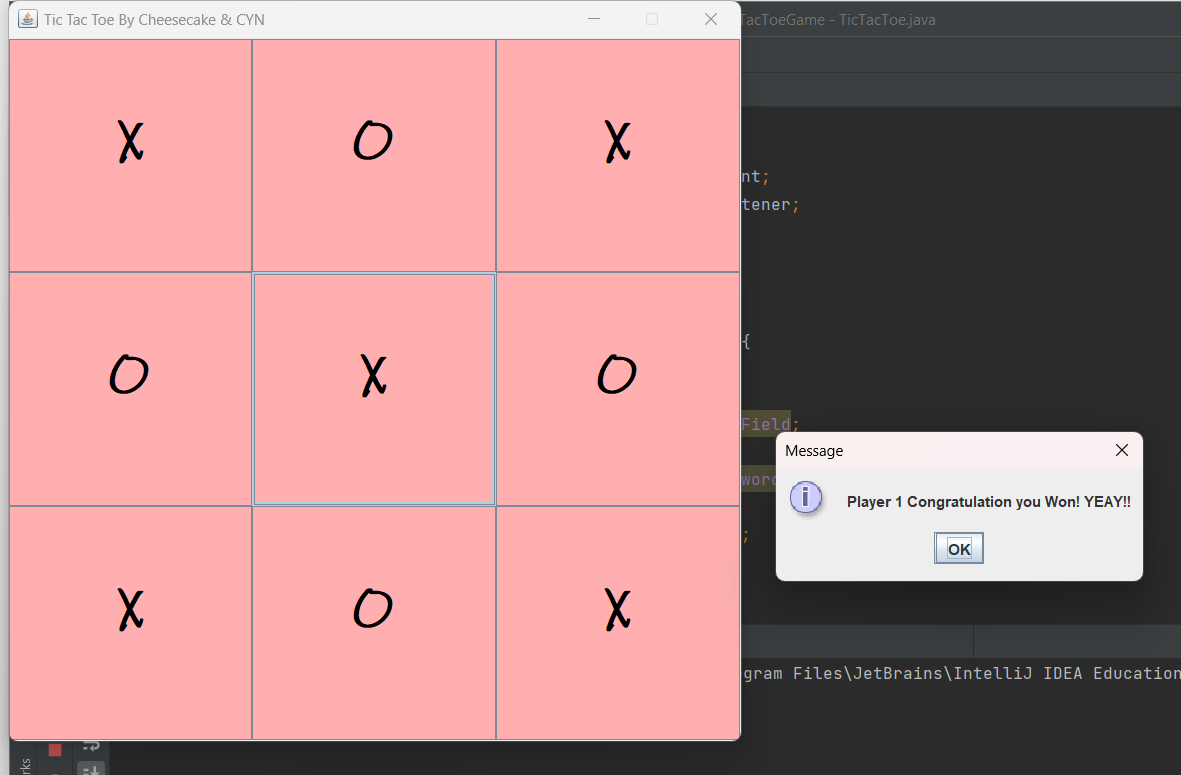 Tic Tac Toe By Cheesecake & CYN
TacToeGame - TicTacToe.java
X O X
O X O
X O X
nt;
tener;
{
Field;
word
;
Message
Player 1 Congratulation you Won! YEAY!!
OK
gram Files\JetBrains\IntelliJ IDEA Education
rks